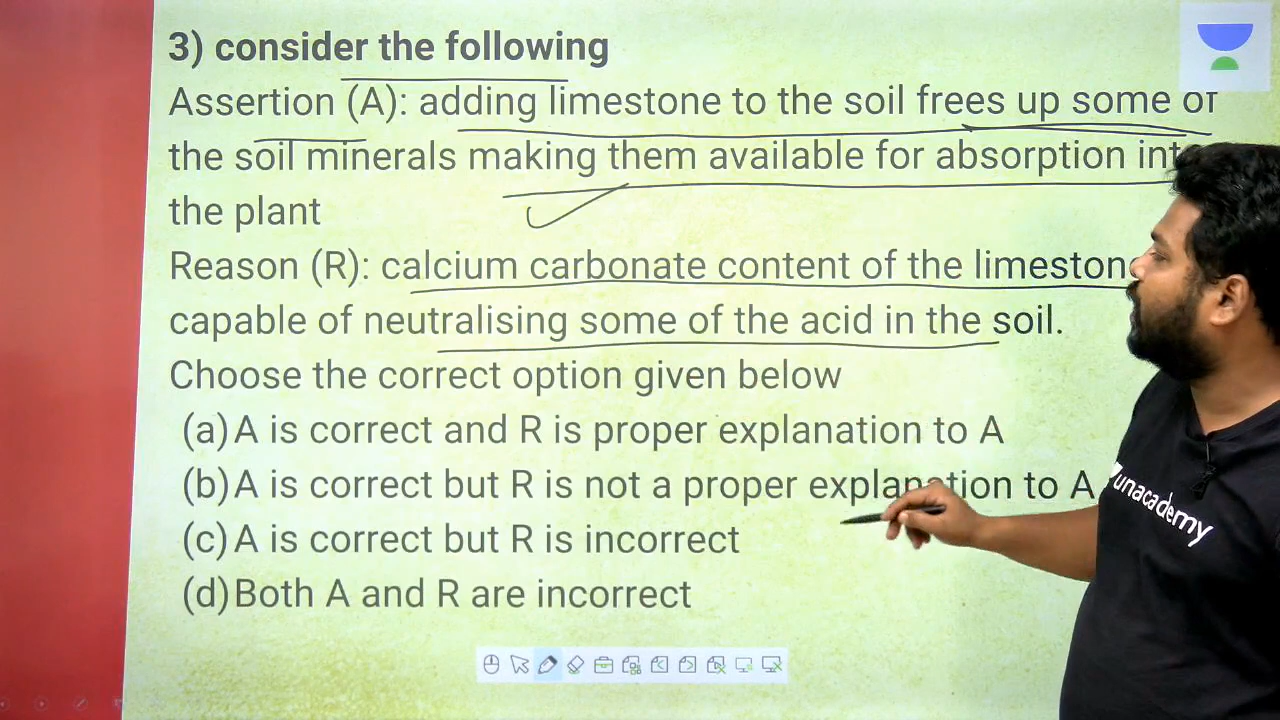 3) consider the following
Assertion (A): adding limestone to the soil frees up some of
the soil minerals making them available for absorption
the plant
Reason (R): calcium carbonate content of the
capable of neutralising some of the acid in the soil.
Choose the correct option given below
(a) A is correct and R is proper explanation to A
(b) A is correct but R is not a proper explanation to A
(c) A is correct but R is incorrect
(d) Both A and R are incorrect
unacademy